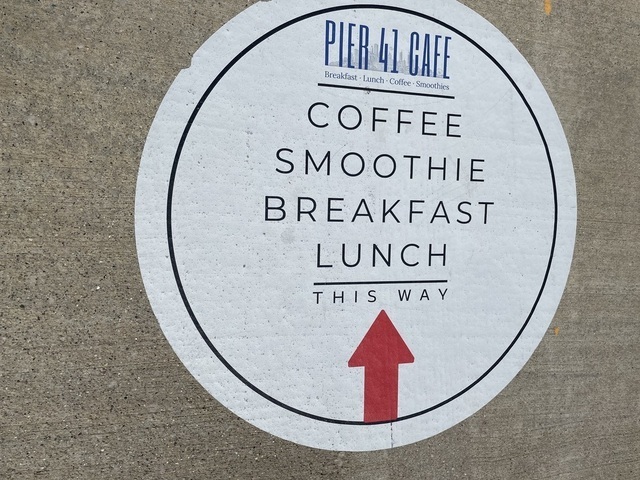 PIER 41 CAFE
Breakfast · Lunch · Coffee · Smoothies
COFFEE
SMOOTHIE
BREAKFAST
LUNCH
THIS WAY